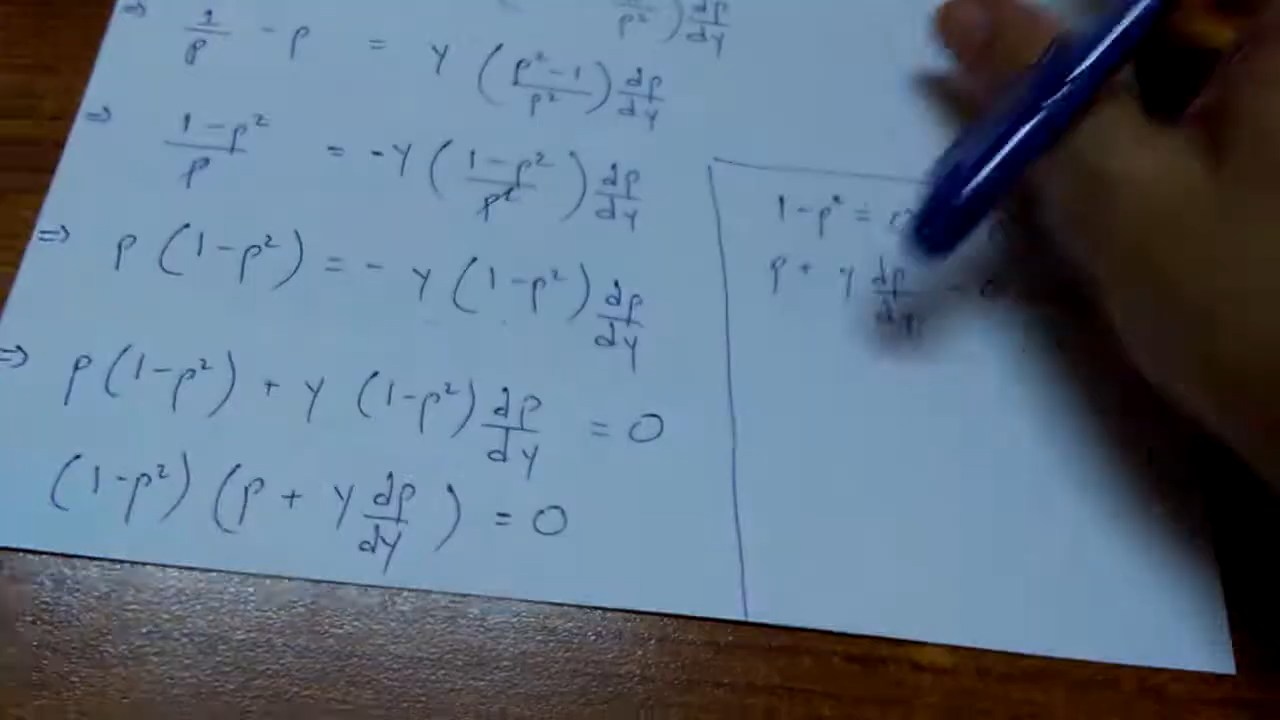 ⇒ 1/p - p = y (p² - 1 / p²) dp/dy
⇒ 1 - p² / p = - y (1 - p² / p²) dp/dy
⇒ p (1 - p²) = - y (1 - p²) dp/dy
⇒ p (1 - p²) + y (1 - p²) dp/dy = 0
(1 - p²) (p + y dp/dy) = 0
1 - p² =
p + y dp/dy